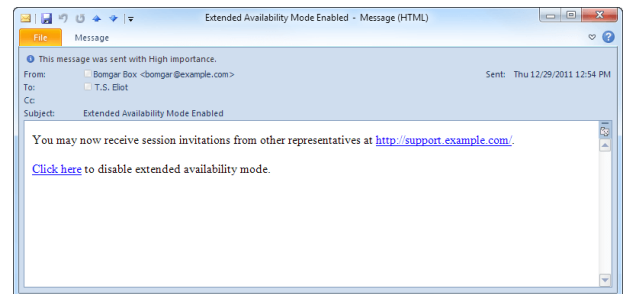 Extended Availability Mode Enabled - Message (HTML)
File Message
This message was sent with High importance.
From: Bomgar Box <bomgar@example.com> Sent: Thu 12/29/2011 12:54 PM
To: T.S. Eliot
Cc:
Subject: Extended Availability Mode Enabled
You may now receive session invitations from other representatives at http://support.example.com/.
Click here to disable extended availability mode.